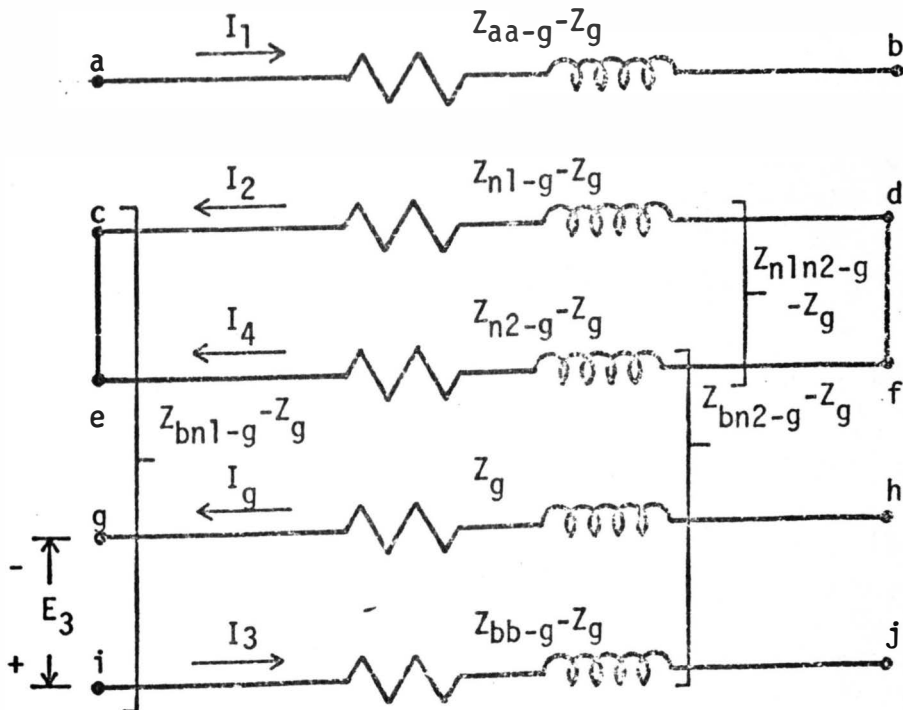 I1
Zaa-g-Zg
a
b
I2
Zn1-g-Zg
c
d
Zn1n2-g
-Zg
I4
Zn2-g-Zg
e
f
Zbn1-g-Zg
Zbn2-g-Zg
Ig
Zg
g
h
-
E3
+
I3
Zbb-g-Zg
i
j